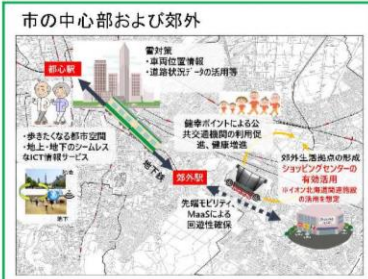 市の中心部および郊外
雪対策
・車両位置情報
・道路状況データの活用等
都心駅
健幸ポイントによる公
共交通機関の利用促
進、健康増進
・歩きたくなる都市空間
・地上・地下のシームレス
なICT情報サービス
地下
地下鉄
郊外駅
郊外生活拠点の形成
ショッピングセンターの
有効活用
※イオン北海道関連施設
の活用を想定
先端モビリティ、
MaaSによる
回遊性確保